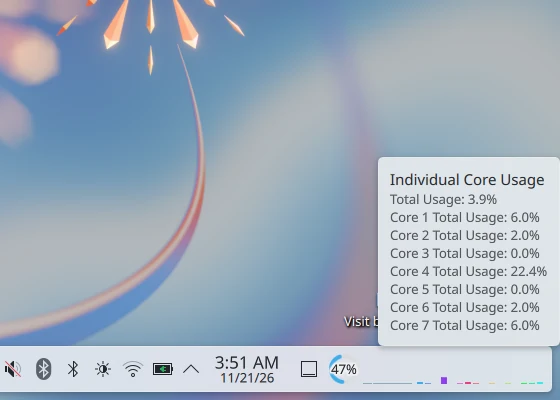 Individual Core Usage
Total Usage: 3.9%
Core 1 Total Usage: 6.0%
Core 2 Total Usage: 2.0%
Core 3 Total Usage: 0.0%
Core 4 Total Usage: 22.4%
Core 5 Total Usage: 0.0%
Core 6 Total Usage: 2.0%
Core 7 Total Usage: 6.0%
Visit
3:51 AM
11/21/26
47%